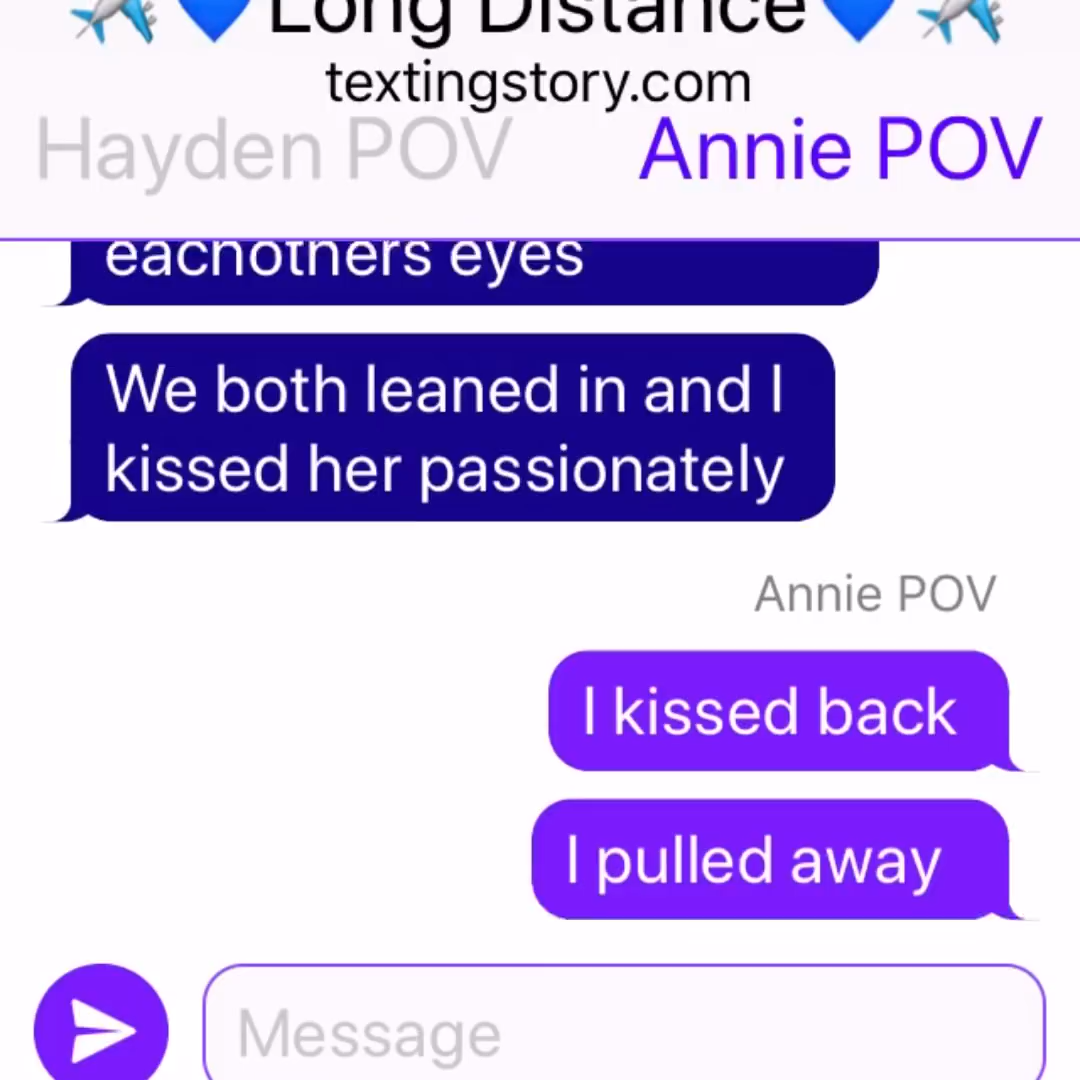 Long Distance
textingstory.com
Hayden POV Annie POV
eachothers eyes
We both leaned in and I
kissed her passionately
Annie POV
I kissed back
I pulled away
Message